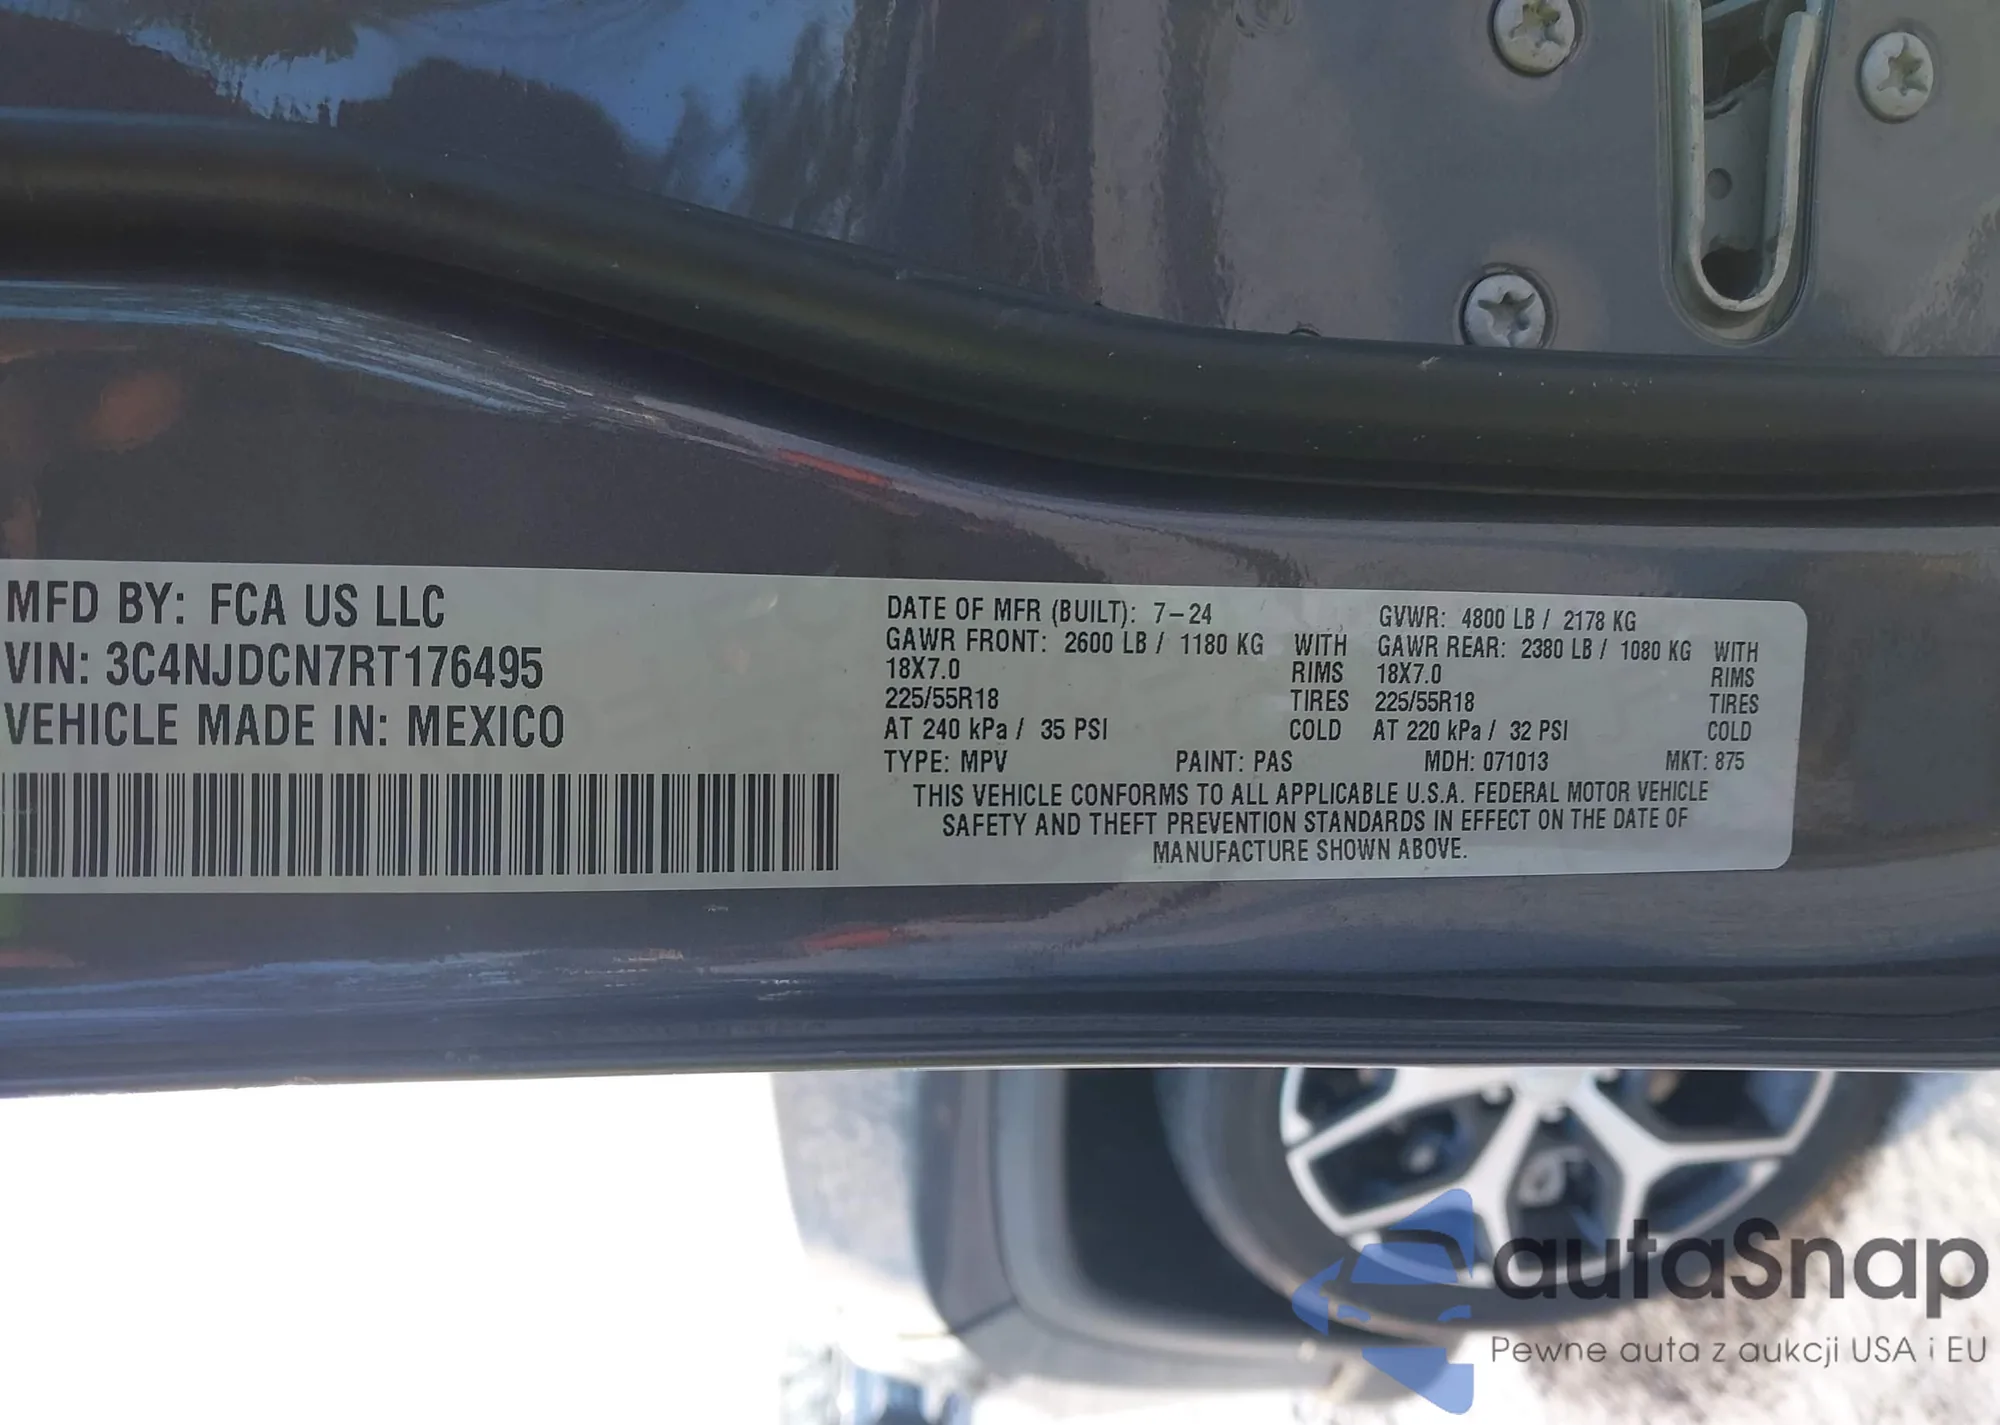 MFD BY: FCA US LLC
VIN: 3C4NJDCN7RT176495
VEHICLE MADE IN: MEXICO
DATE OF MFR (BUILT): 7-24 GVWR: 4800 LB / 2178 KG
GAWR FRONT: 2600 LB / 1180 KG WITH GAWR REAR: 2380 LB / 1080 KG WITH
18X7.0 RIMS 18X7.0 RIMS
225/55R18 TIRES 225/55R18 TIRES
AT 240 kPa / 35 PSI COLD AT 220 kPa / 32 PSI COLD
TYPE: MPV PAINT: PAS MDH: 071013 MKT: 875
THIS VEHICLE CONFORMS TO ALL APPLICABLE U.S.A. FEDERAL MOTOR VEHICLE
SAFETY AND THEFT PREVENTION STANDARDS IN EFFECT ON THE DATE OF
MANUFACTURE SHOWN ABOVE.
autaSnap
Pewne auta z aukcji USA i EU